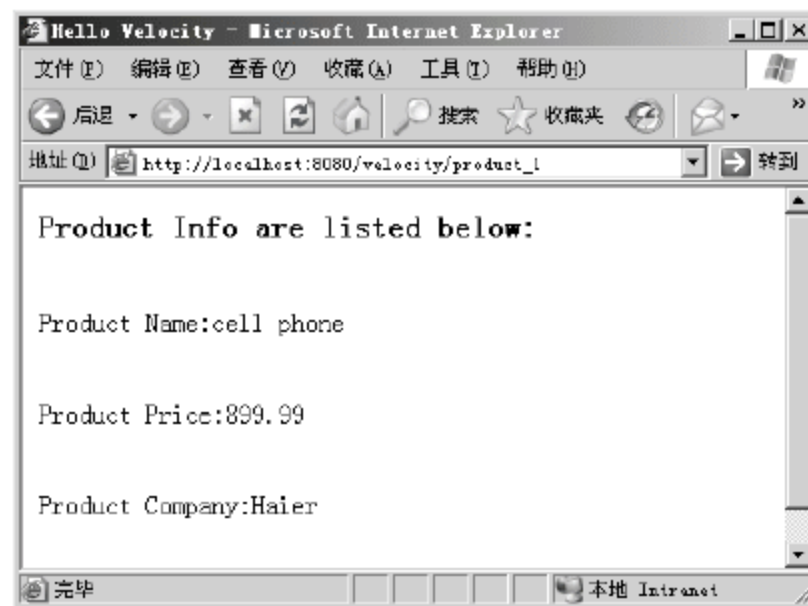 Hello Velocity - Microsoft Internet Explorer
文件(F) 编辑(E) 查看(V) 收藏(A) 工具(T) 帮助(H)
后退 搜索 收藏夹 »
地址(D) http://localhost:8080/velocity/product_1 转到
Product Info are listed below:
Product Name:cell phone
Product Price:899.99
Product Company:Haier
完毕 本地 Intranet